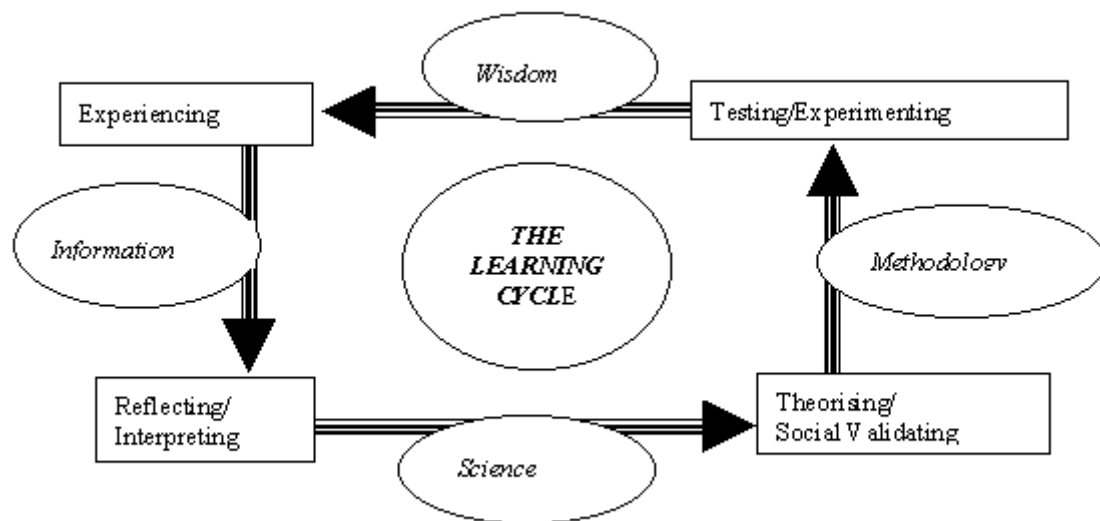 Wisdom
Experiencing
Testing/Experimenting
THE
LEARNING
CYCLE
Information
Methodology
Reflecting/
Interpreting
Theorising/
Social Validating
Science